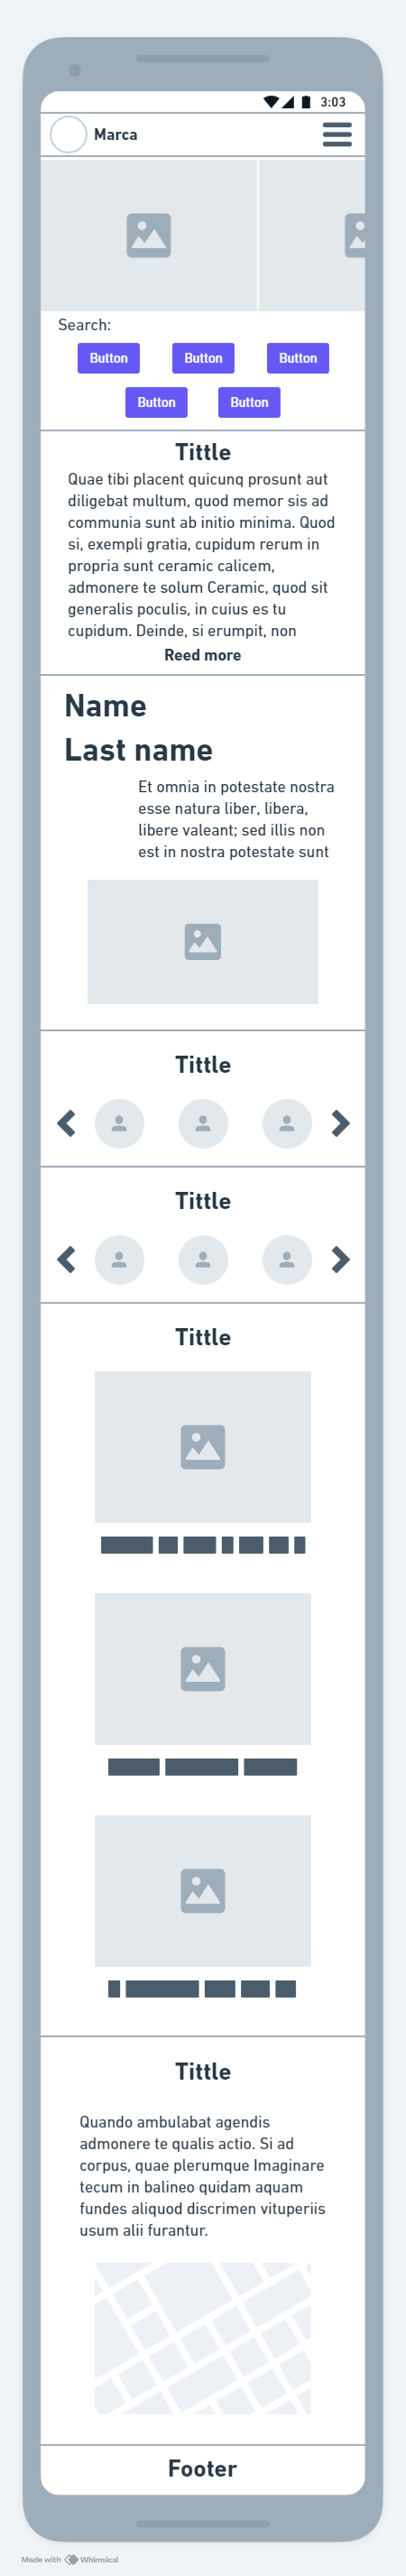 3:03
Marca
Search:
Button Button Button
Button Button
Tittle
Quae tibi placent quicunq prosunt aut
diligebat multum, quod memor sis ad
communia sunt ab initio minima. Quod
si, exempli gratia, cupidum rerum in
propria sunt ceramic calicem,
admonere te solum Ceramic, quod sit
generalis poculis, in cuius es tu
cupidum. Deinde, si erumpit, non
Reed more
Name
Last name
Et omnia in potestate nostra
esse natura liber, libera,
libere valeant; sed illis non
est in nostra potestate sunt
Tittle
Tittle
Tittle
Tittle
Quando ambulabat agendis
admonere te qualis actio. Si ad
corpus, quae plerumque Imaginare
tecum in balineo quidam aquam
fundes aliquod discrimen vituperiis
usum alii furantur.
Footer
Made with Whimsical